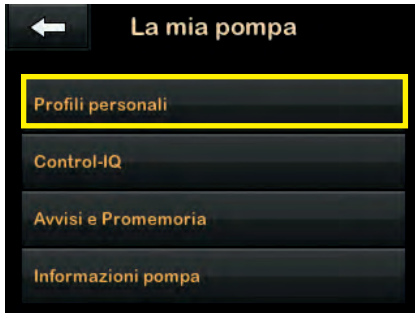 La mia pompa
Profili personali
Control-IQ
Avvisi e Promemoria
Informazioni pompa